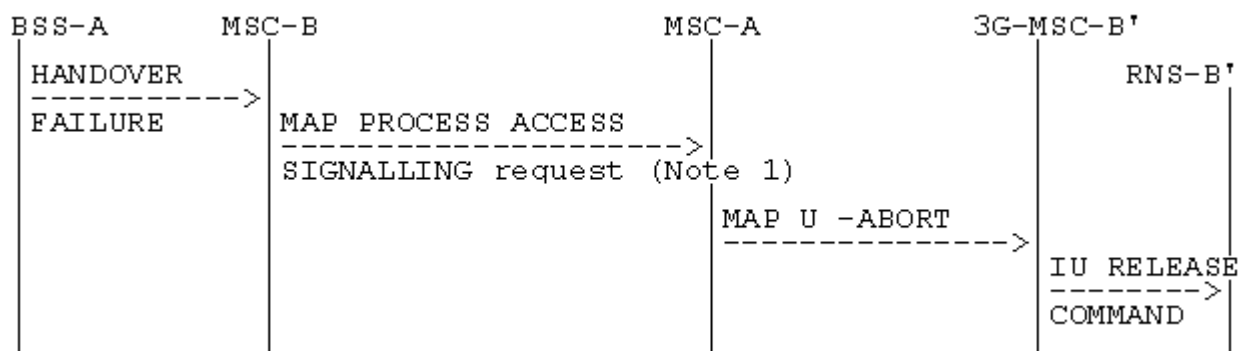 BSS-A MSC-B MSC-A 3G-MSC-B'
RNS-B'
HANDOVER
----------->
FAILURE
MAP PROCESS ACCESS
---------------------->
SIGNALLING request (Note 1)
MAP U -ABORT
--------------->
IU RELEASE
-------->
COMMAND